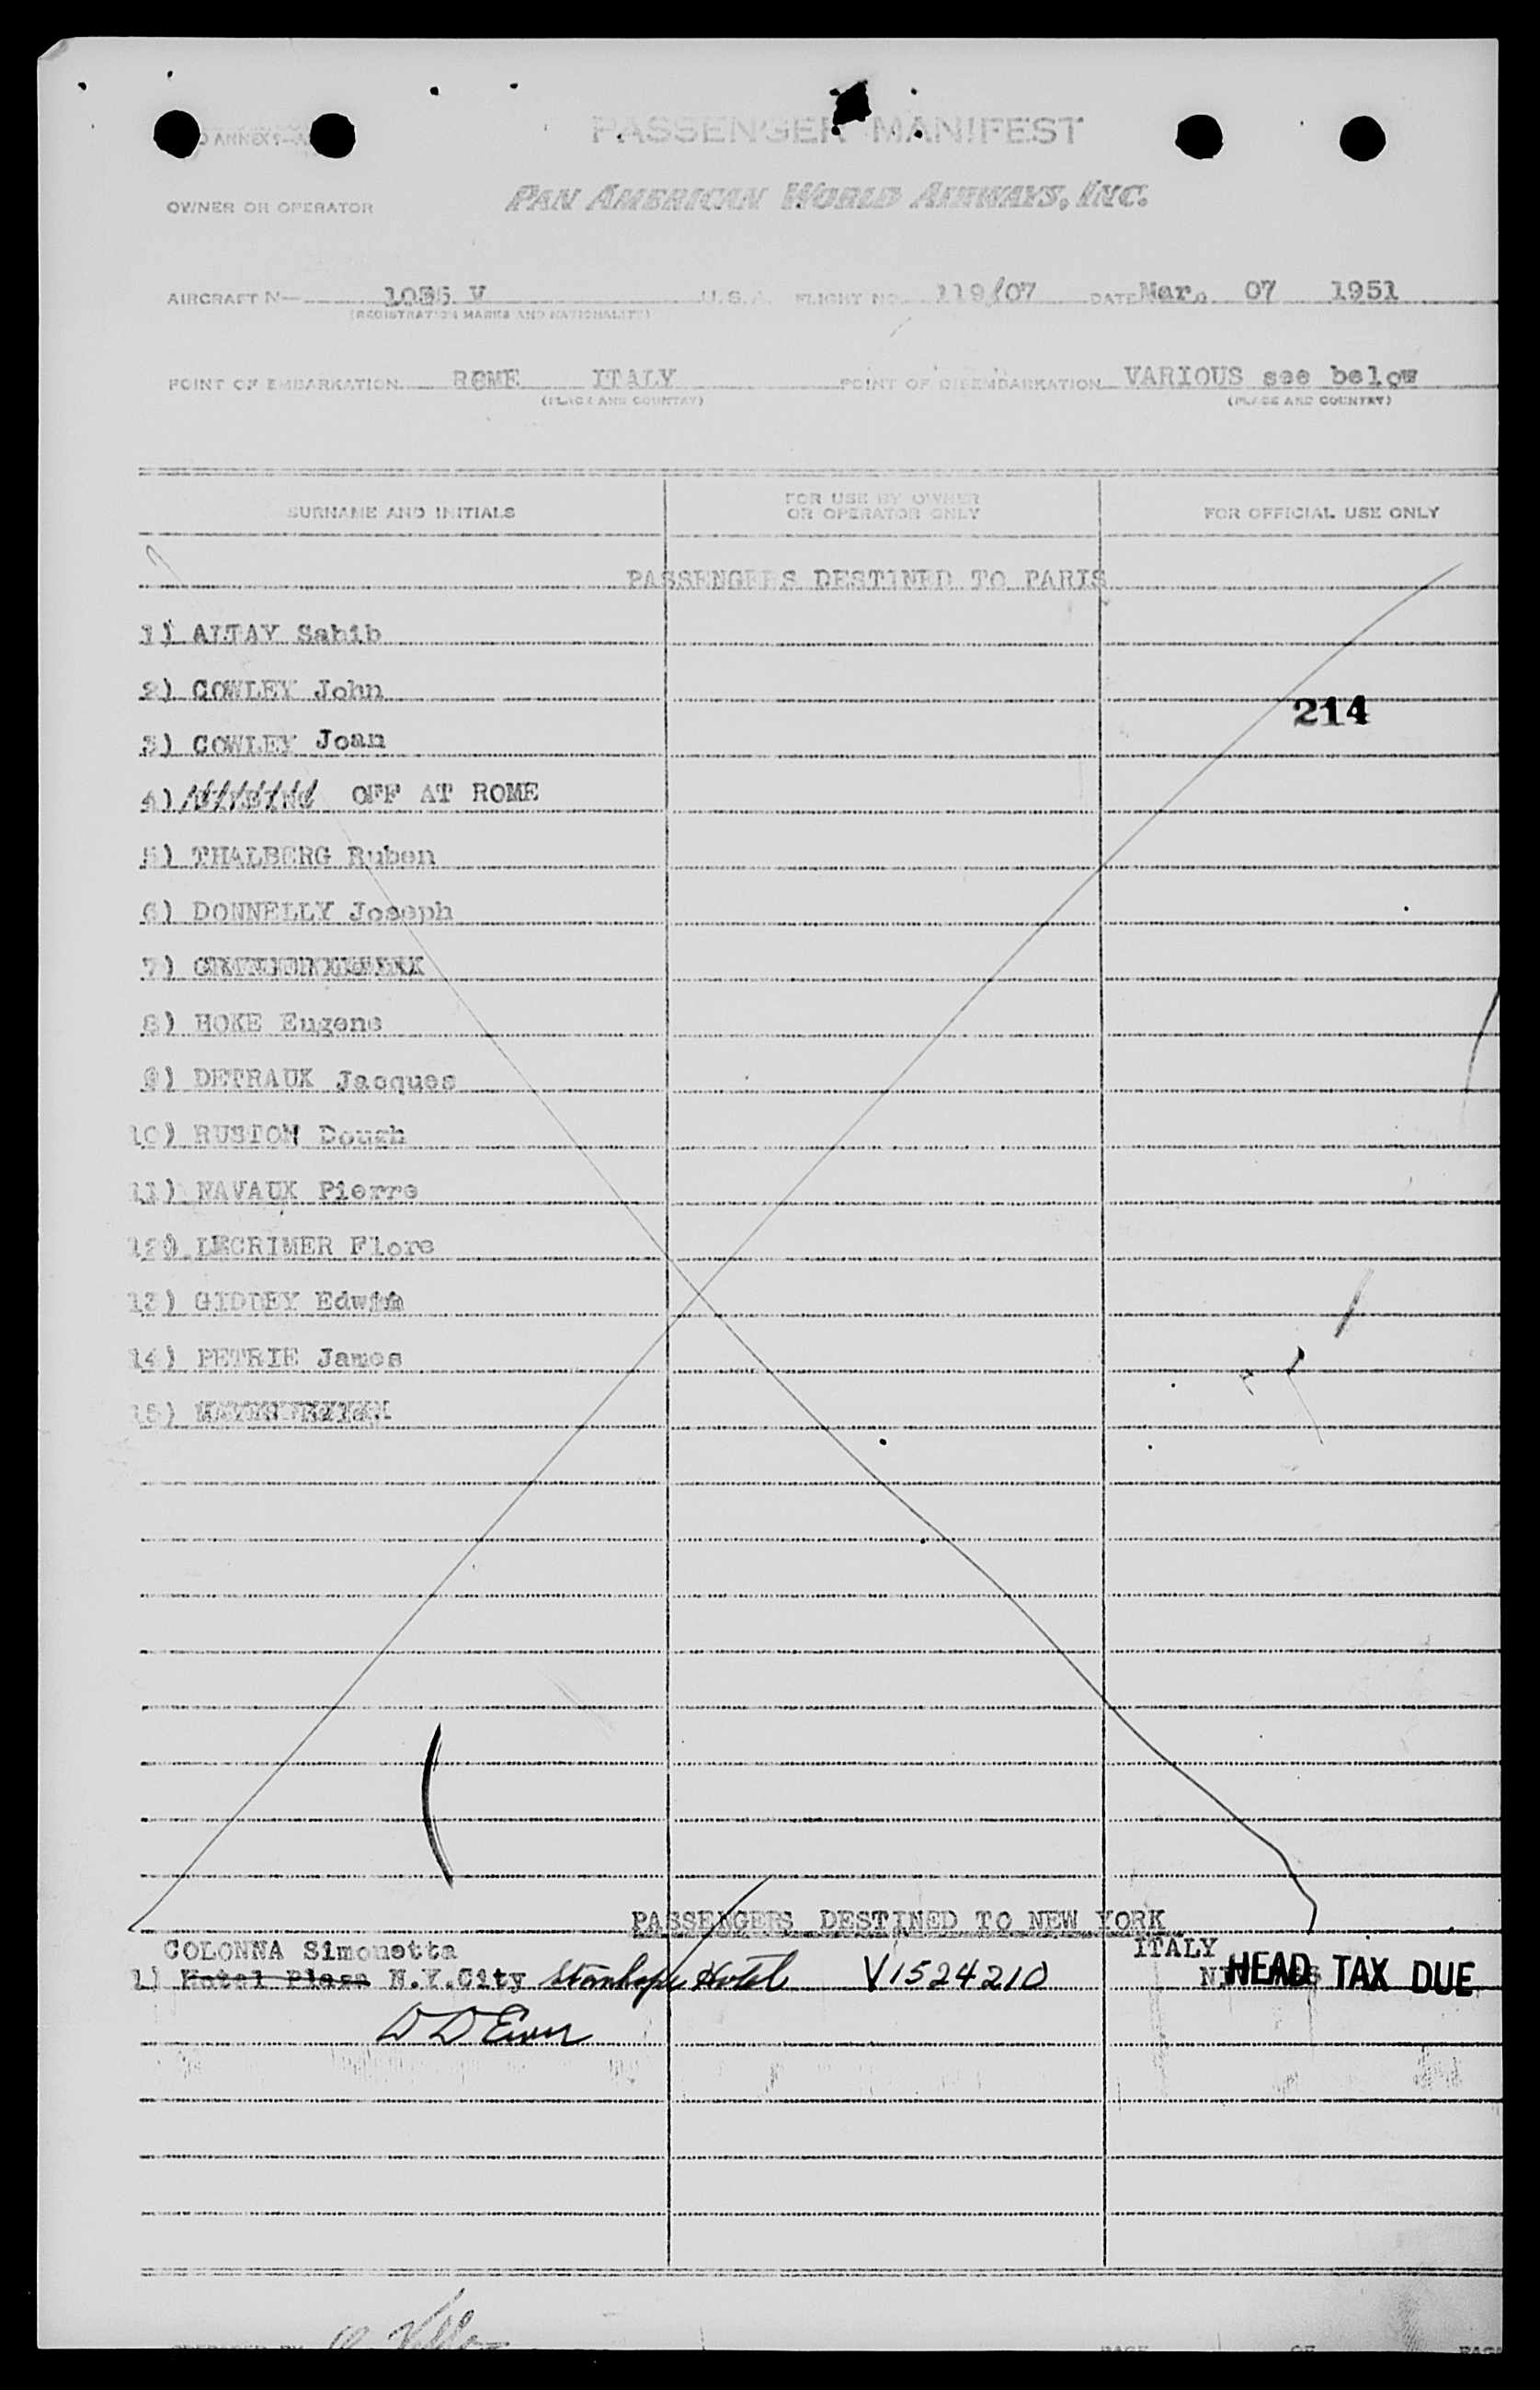 PASSENGER MANIFEST
OWNER OR OPERATOR PAN AMERICAN WORLD AIRWAYS, INC.
AIRCRAFT N— V U.S.A. FLIGHT NO. 119/07 DATE Mar. 07 1951
(REGISTRATION MARKS AND NATIONALITY)
POINT OF EMBARKATION ROME ITALY POINT OF DISEMBARKATION VARIOUS see below
(PLACE AND COUNTRY) (PLACE AND COUNTRY)
SURNAME AND INITIALS FOR USE BY OWNER OR OPERATOR ONLY FOR OFFICIAL USE ONLY
PASSENGERS DESTINED TO PARIS
1) ALTAY Sahib
2) COWLEY John
214
3) COWLEY Joan
4) OFF AT ROME
5) THALBERG Ruben
6) DONNELLY Joseph
7)
8) HOKE Eugene
9) DETRAUX Jacques
10) RUSTON Dough
11) FAVAUX Pierre
12) LECRIMER Flore
13) GIDDEY Edwin
14) PETRIE James
15)
PASSENGERS DESTINED TO NEW YORK
COLONNA Simonetta ITALY
1) Hotel Plaza N.Y.City Stanhope Hotel V1524210 HEAD TAX DUE
PREPARED BY PAGE OF